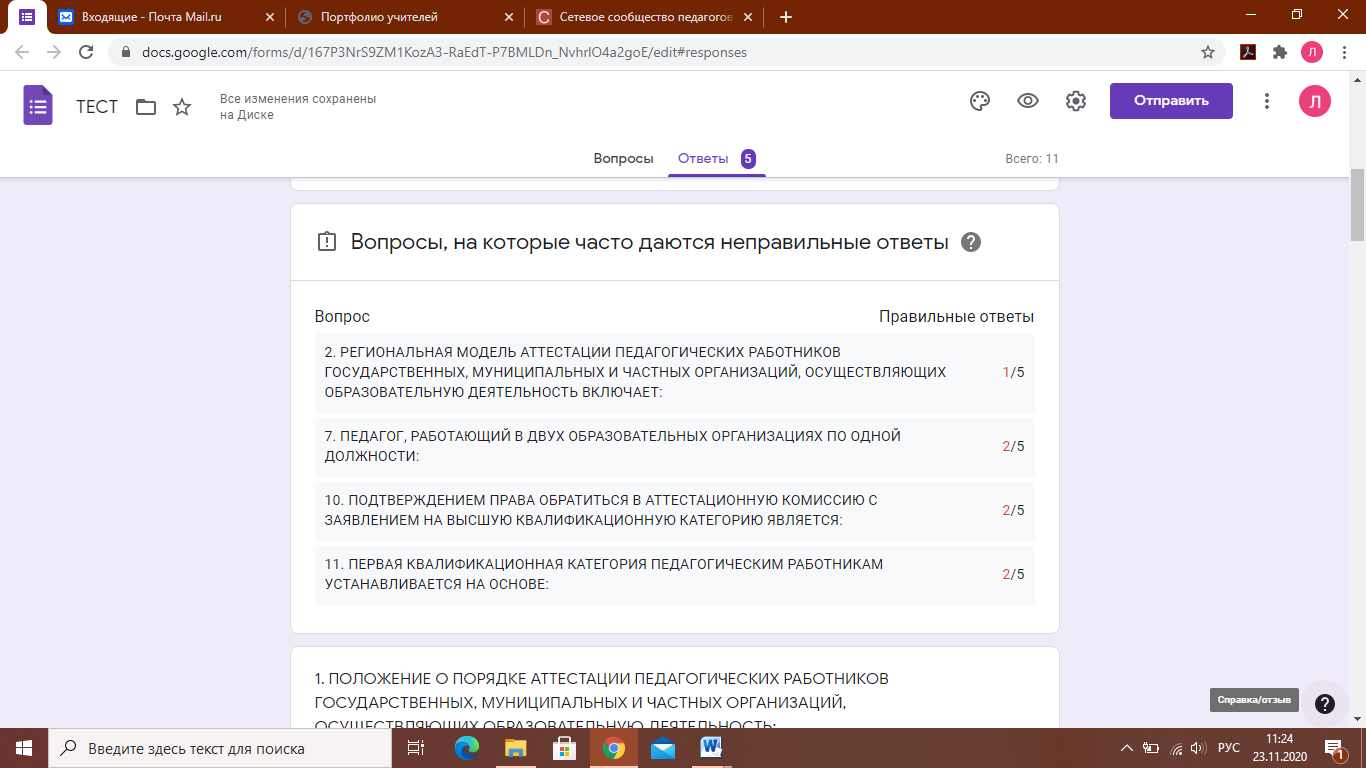 Входящие - Почта Mail.ru
Портфолио учителей
Сетевое сообщество педагогов
docs.google.com/forms/d/167P3NrS9ZM1KozA3-RaEdT-P7BMLDn_NvhrlO4a2goE/edit#responses
Л
ТЕСТ
Все изменения сохранены
на Диске
Отправить
Л
Вопросы
Ответы 5
Всего: 11
Вопросы, на которые часто даются неправильные ответы
Вопрос
Правильные ответы
2. РЕГИОНАЛЬНАЯ МОДЕЛЬ АТТЕСТАЦИИ ПЕДАГОГИЧЕСКИХ РАБОТНИКОВ
ГОСУДАРСТВЕННЫХ, МУНИЦИПАЛЬНЫХ И ЧАСТНЫХ ОРГАНИЗАЦИЙ, ОСУЩЕСТВЛЯЮЩИХ
ОБРАЗОВАТЕЛЬНУЮ ДЕЯТЕЛЬНОСТЬ ВКЛЮЧАЕТ:
1/5
7. ПЕДАГОГ, РАБОТАЮЩИЙ В ДВУХ ОБРАЗОВАТЕЛЬНЫХ ОРГАНИЗАЦИЯХ ПО ОДНОЙ
ДОЛЖНОСТИ:
2/5
10. ПОДТВЕРЖДЕНИЕМ ПРАВА ОБРАТИТЬСЯ В АТТЕСТАЦИОННУЮ КОМИССИЮ С
ЗАЯВЛЕНИЕМ НА ВЫСШУЮ КВАЛИФИКАЦИОННУЮ КАТЕГОРИЮ ЯВЛЯЕТСЯ:
2/5
11. ПЕРВАЯ КВАЛИФИКАЦИОННАЯ КАТЕГОРИЯ ПЕДАГОГИЧЕСКИМ РАБОТНИКАМ
УСТАНАВЛИВАЕТСЯ НА ОСНОВЕ:
2/5
1. ПОЛОЖЕНИЕ О ПОРЯДКЕ АТТЕСТАЦИИ ПЕДАГОГИЧЕСКИХ РАБОТНИКОВ
ГОСУДАРСТВЕННЫХ, МУНИЦИПАЛЬНЫХ И ЧАСТНЫХ ОРГАНИЗАЦИЙ,
ОСУЩЕСТВЛЯЮЩИХ ОБРАЗОВАТЕЛЬНУЮ ДЕЯТЕЛЬНОСТЬ:
Справка/отзыв
Введите здесь текст для поиска
РУС
11:24
23.11.2020
1